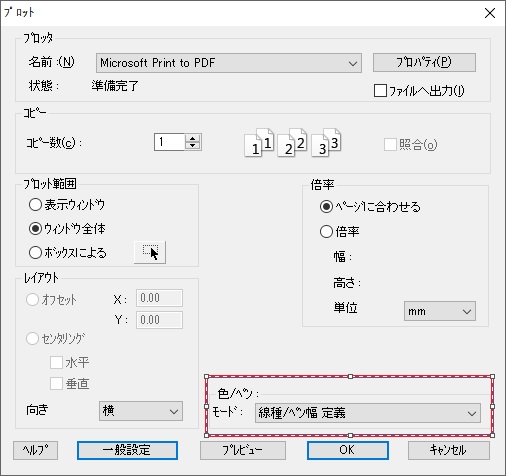 プロット
プロッタ
名前:(N)
Microsoft Print to PDF
プロパティ(P)
状態:
準備完了
ファイルへ出力(I)
コピー
コピー数(c):
1
1 1 2 2 3 3
照合(o)
プロット範囲
表示ウィンドウ
ウィンドウ全体
ボックスによる
倍率
ページに合わせる
倍率
幅:
高さ:
単位
mm
レイアウト
オフセット
X:
0.00
Y:
0.00
センタリング
水平
垂直
向き
横
色/ペン:
モード:
線種/ペン幅 定義
ヘルプ
一般設定
プレビュー
OK
キャンセル